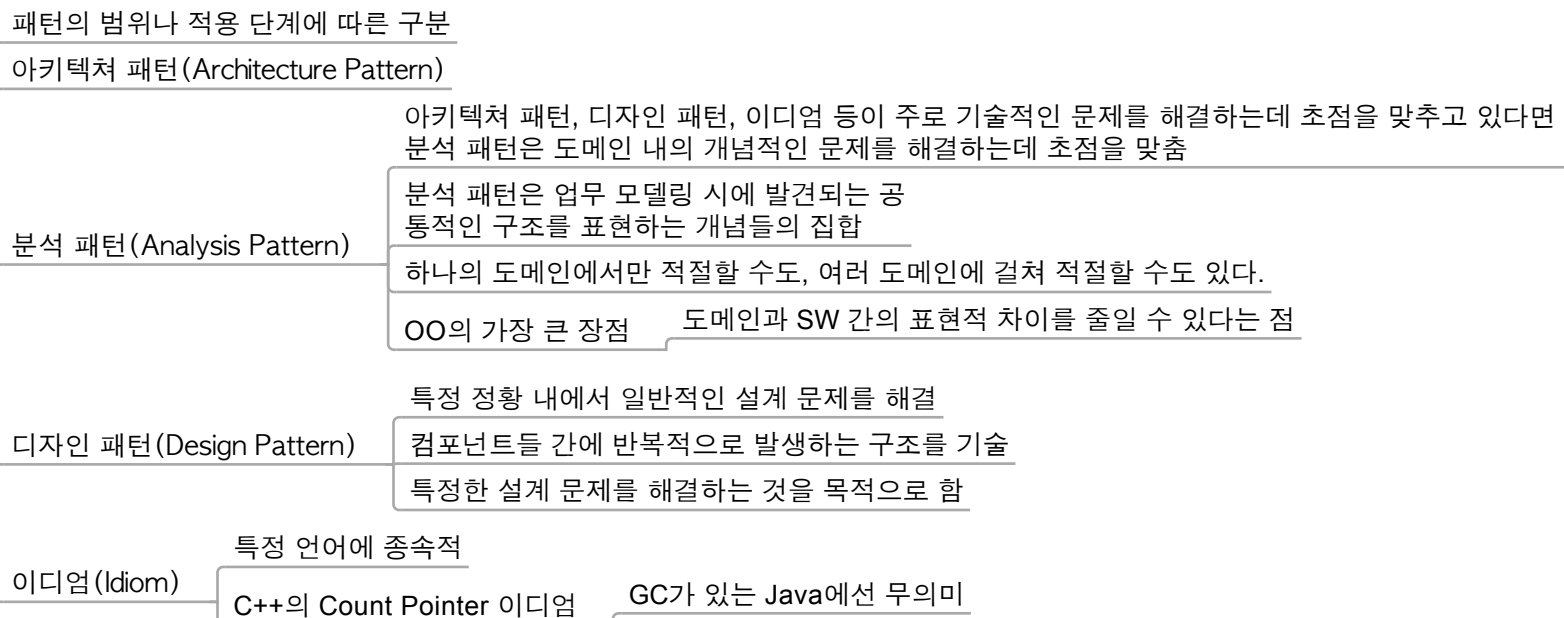 패턴의 범위나 적용 단계에 따른 구분
아키텍쳐 패턴(Architecture Pattern)
분석 패턴(Analysis Pattern)
아키텍쳐 패턴, 디자인 패턴, 이디엄 등이 주로 기술적인 문제를 해결하는데 초점을 맞추고 있다면
분석 패턴은 도메인 내의 개념적인 문제를 해결하는데 초점을 맞춤
분석 패턴은 업무 모델링 시에 발견되는 공
통적인 구조를 표현하는 개념들의 집합
하나의 도메인에서만 적절할 수도, 여러 도메인에 걸쳐 적절할 수도 있다.
OO의 가장 큰 장점
도메인과 SW 간의 표현적 차이를 줄일 수 있다는 점
디자인 패턴(Design Pattern)
특정 정황 내에서 일반적인 설계 문제를 해결
컴포넌트들 간에 반복적으로 발생하는 구조를 기술
특정한 설계 문제를 해결하는 것을 목적으로 함
이디엄(Idiom)
특정 언어에 종속적
C++의 Count Pointer 이디엄
GC가 있는 Java에선 무의미